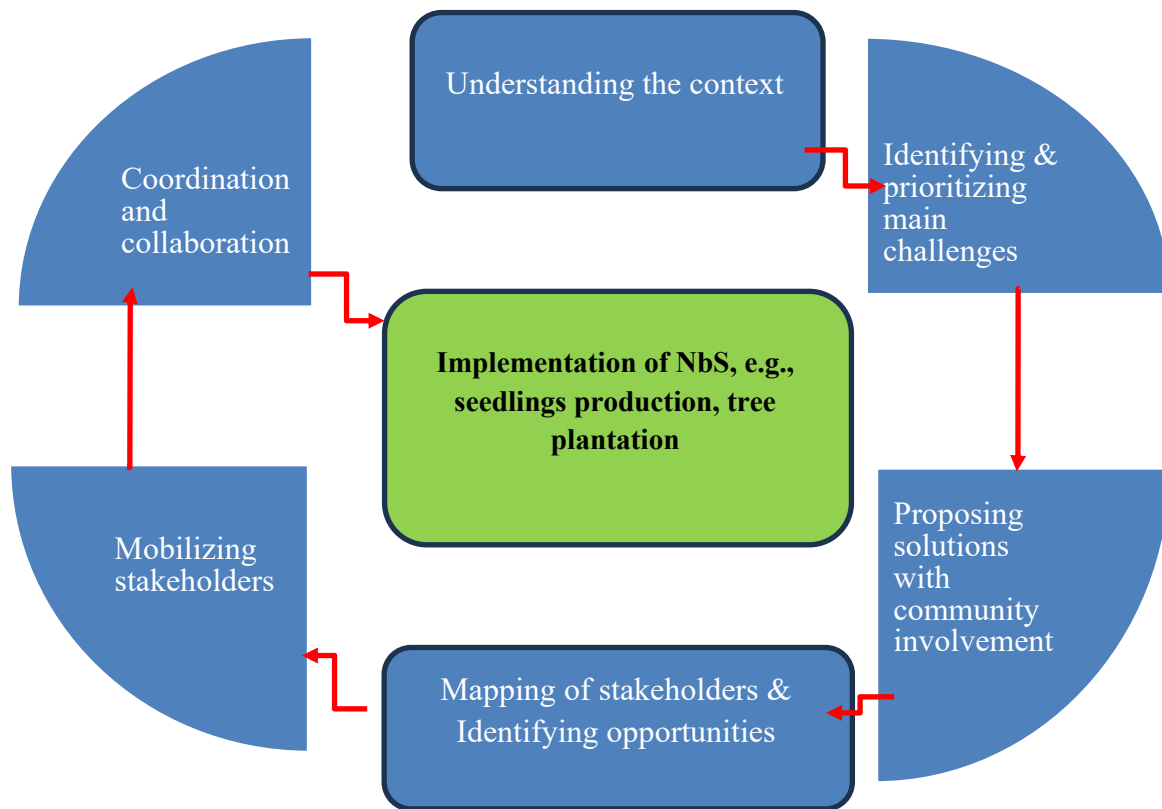 Understanding the context
Identifying &
prioritizing
main
challenges
Coordination
and
collaboration
Implementation of NbS, e.g.,
seedlings production, tree
plantation
Proposing
solutions
with
community
involvement
Mobilizing
stakeholders
Mapping of stakeholders &
Identifying opportunities